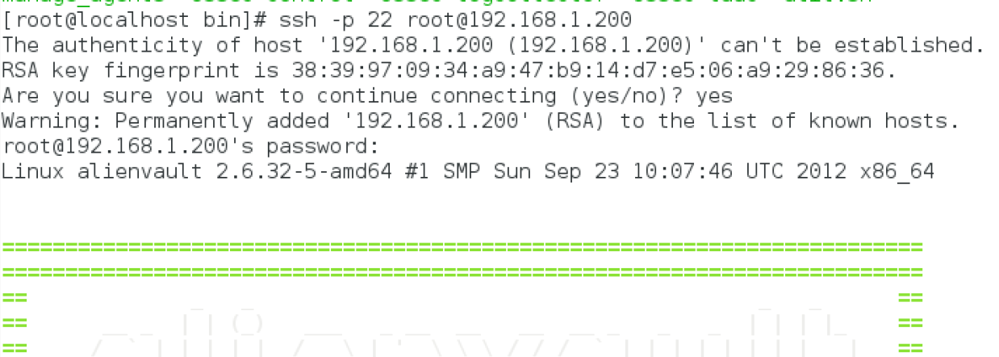 [root@localhost bin]# ssh -p 22 root@192.168.1.200
The authenticity of host '192.168.1.200 (192.168.1.200)' can't be established.
RSA key fingerprint is 38:39:97:09:34:a9:47:b9:14:d7:e5:06:a9:29:86:36.
Are you sure you want to continue connecting (yes/no)? yes
Warning: Permanently added '192.168.1.200' (RSA) to the list of known hosts.
root@192.168.1.200's password:
Linux alienvault 2.6.32-5-amd64 #1 SMP Sun Sep 23 10:07:46 UTC 2012 x86_64